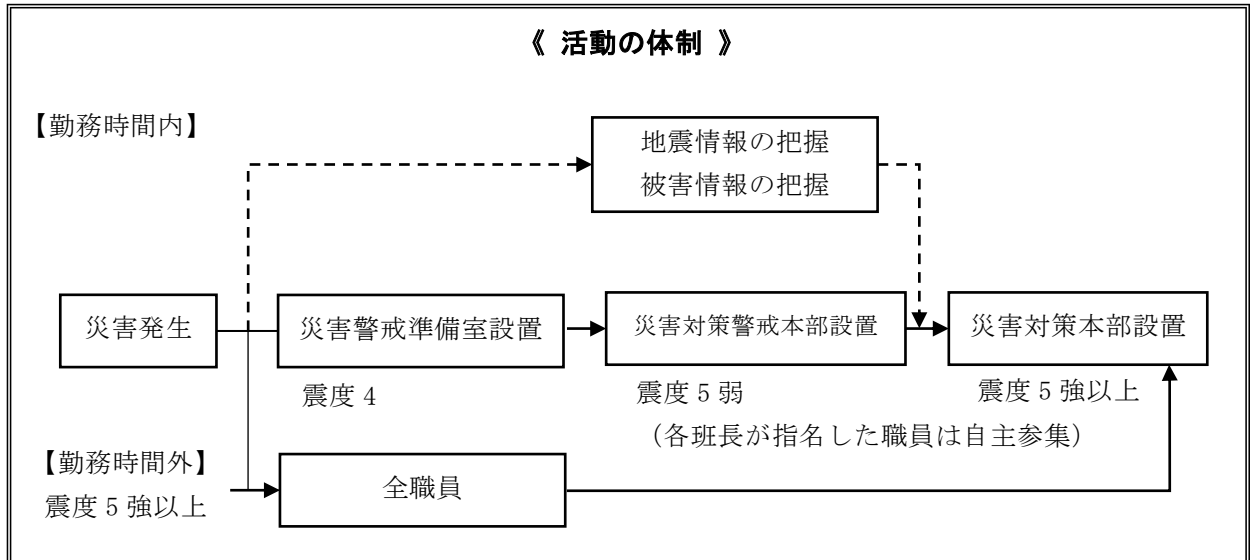 《 活動の体制 》
【勤務時間内】
地震情報の把握
被害情報の把握
災害発生
災害警戒準備室設置
災害対策警戒本部設置
災害対策本部設置
震度4
震度5弱
震度5強以上
（各班長が指名した職員は自主参集）
【勤務時間外】
震度5強以上
全職員